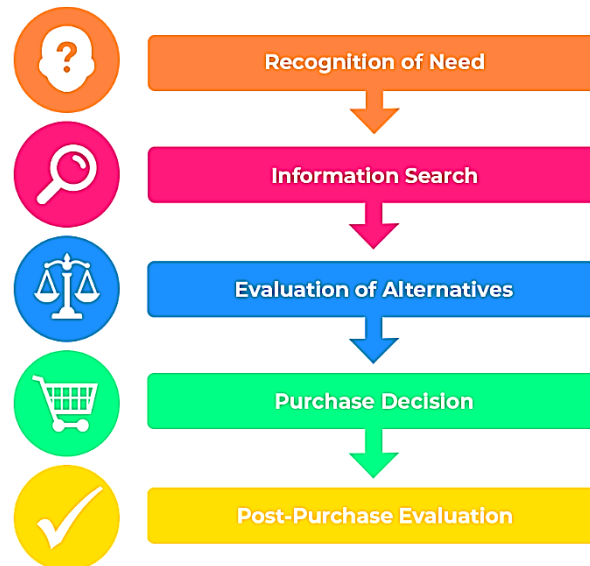 ?
Recognition of Need
Information Search
Evaluation of Alternatives
Purchase Decision
Post-Purchase Evaluation